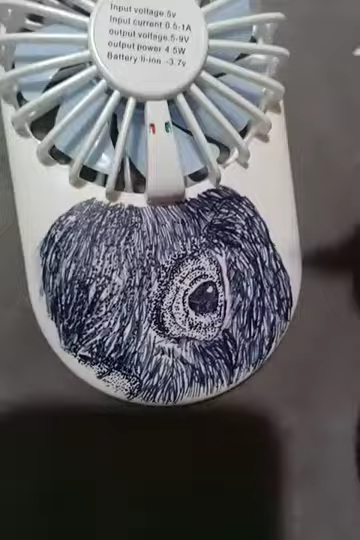 Input voltage:5v
Input current 0.5-1A
output voltage:5-9V
output power 4.5W
Battery li-ion -3.7v